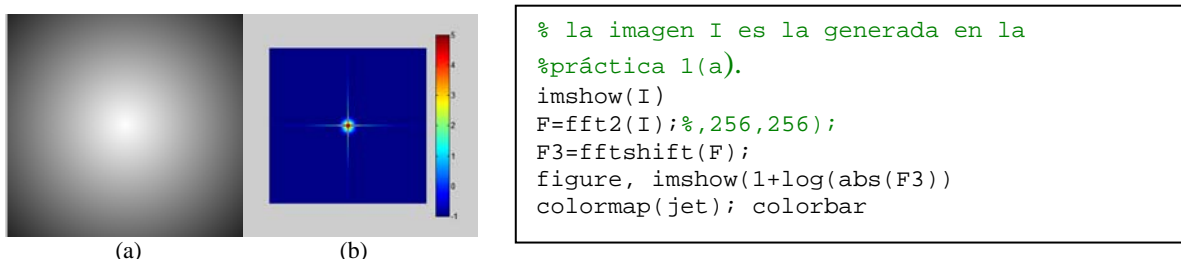 5
4
3
2
1
0
-1
(a)
(b)
% la imagen I es la generada en la
%práctica 1(a).
imshow(I)
F=fft2(I);%,256,256);
F3=fftshift(F);
figure, imshow(1+log(abs(F3))
colormap(jet); colorbar